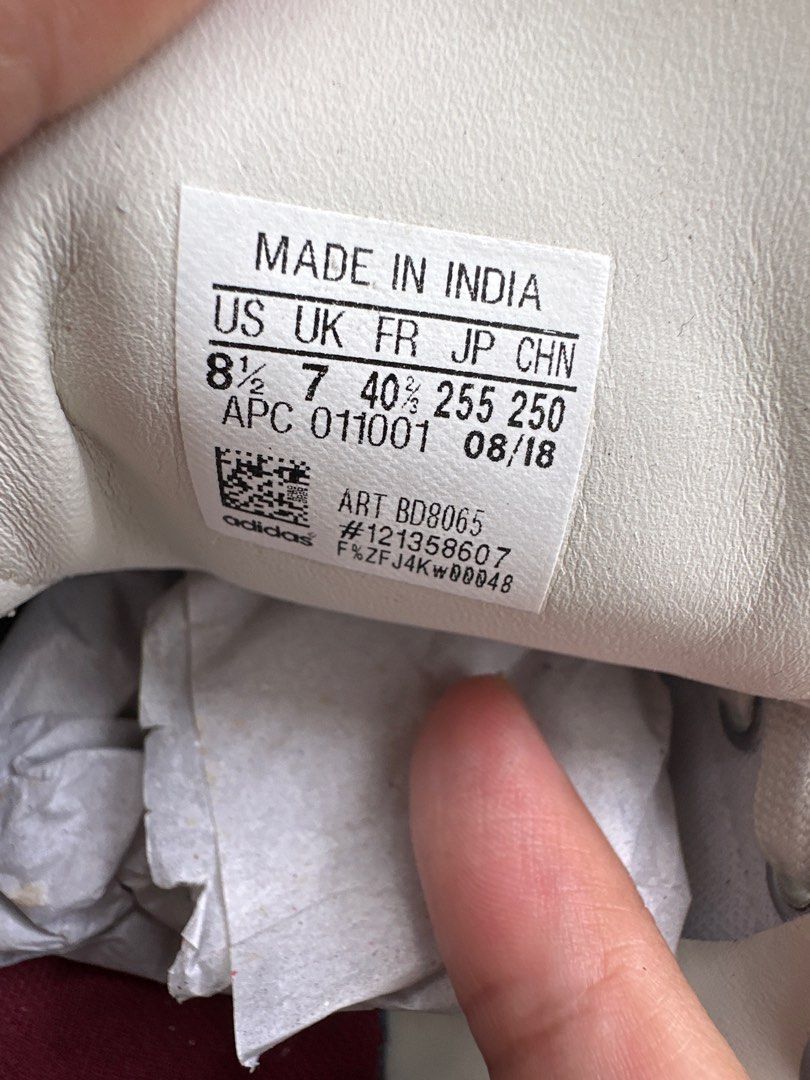 MADE IN INDIA
US UK FR JP CHN
8½ 7 40⅔ 255 250
APC 011001 08/18
ART BD8065
adidas #121358607
F%ZFJ4Kw00048